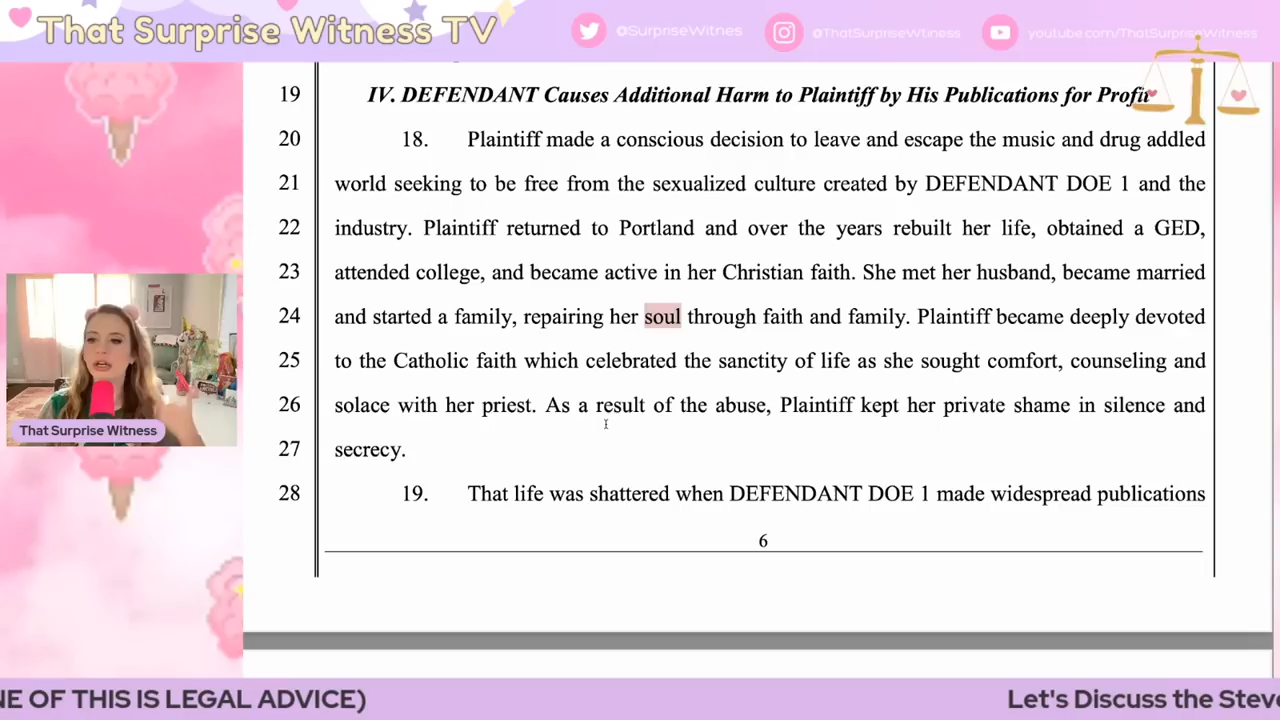 That Surprise Witness TV
@SurpriseWitnes
@ThatSurpriseWtiness
youtube.com/ThatSurpriseWitness
19 IV. DEFENDANT Causes Additional Harm to Plaintiff by His Publications for Profit
20 18. Plaintiff made a conscious decision to leave and escape the music and drug addled
21 world seeking to be free from the sexualized culture created by DEFENDANT DOE 1 and the
22 industry. Plaintiff returned to Portland and over the years rebuilt her life, obtained a GED,
23 attended college, and became active in her Christian faith. She met her husband, became married
24 and started a family, repairing her soul through faith and family. Plaintiff became deeply devoted
25 to the Catholic faith which celebrated the sanctity of life as she sought comfort, counseling and
26 solace with her priest. As a result of the abuse, Plaintiff kept her private shame in silence and
27 secrecy.
28 19. That life was shattered when DEFENDANT DOE 1 made widespread publications
6
That Surprise Witness
NE OF THIS IS LEGAL ADVICE)
Let's Discuss the Steve